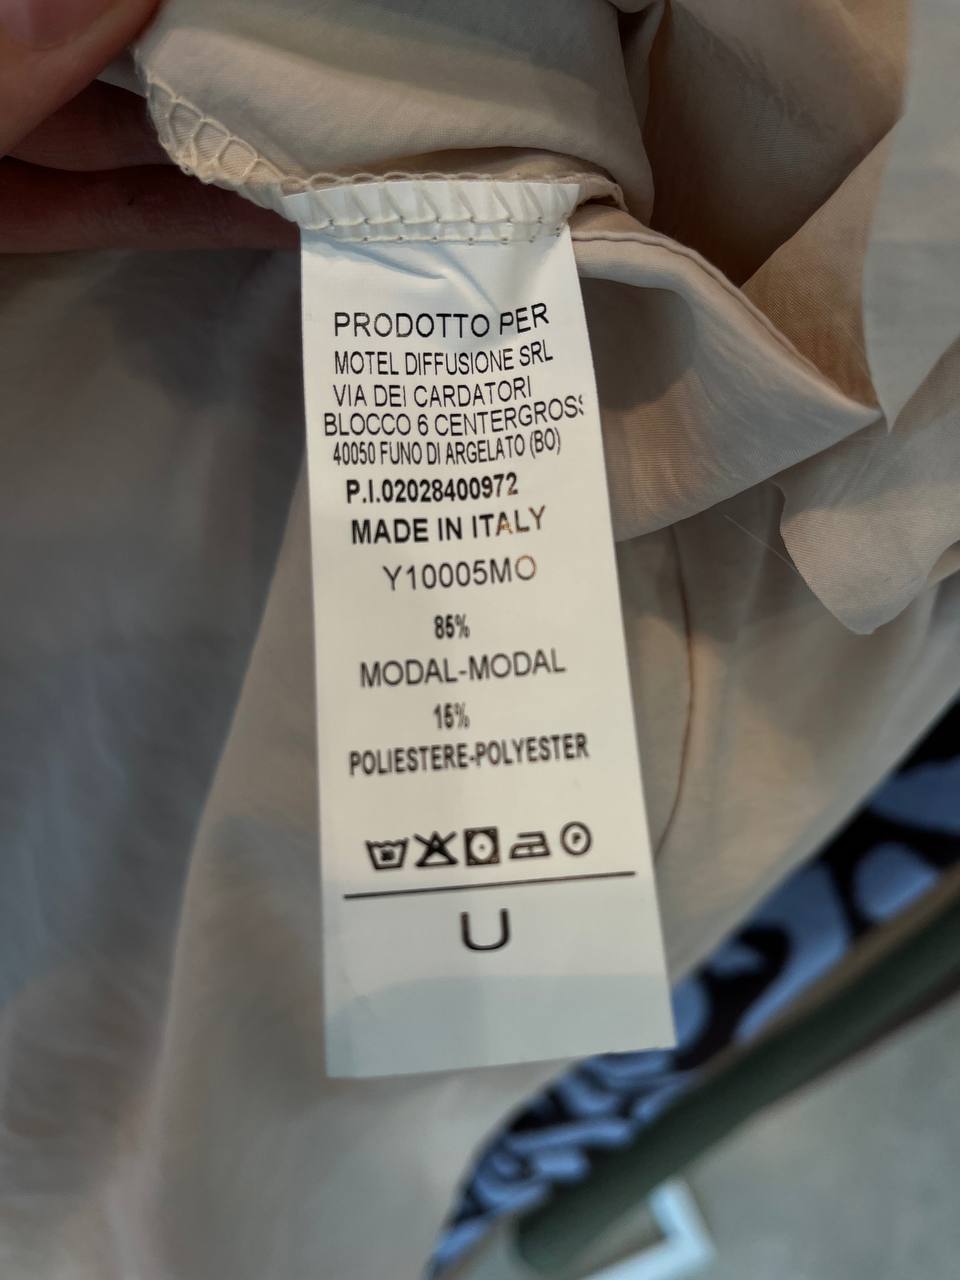 PRODOTTO PER
MOTEL DIFFUSIONE SRL
VIA DEI CARDATORI
BLOCCO 6 CENTERGROSS
40050 FUNO DI ARGELATO (BO)
P.I.02028400972
MADE IN ITALY
Y10005MO
85%
MODAL-MODAL
15%
POLIESTERE-POLYESTER
U